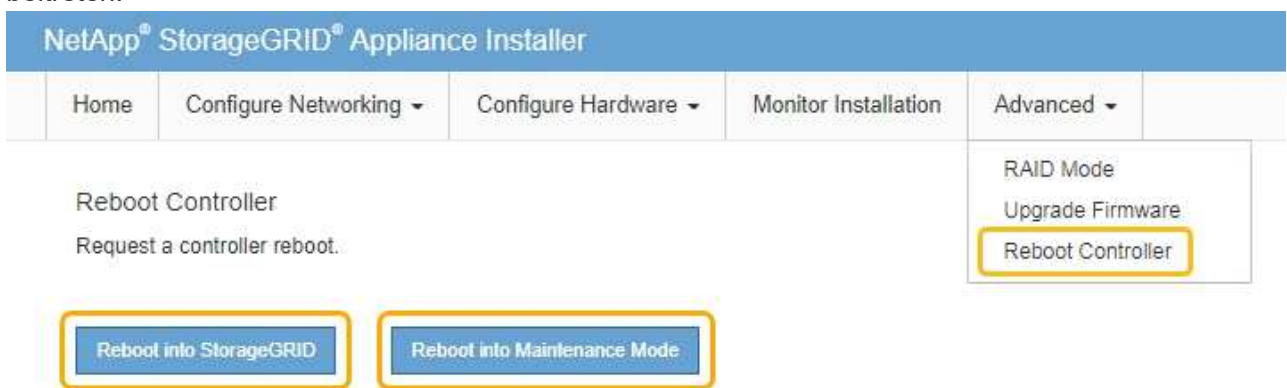 NetApp® StorageGRID® Appliance Installer
Home Configure Networking Configure Hardware Monitor Installation Advanced
RAID Mode
Upgrade Firmware
Reboot Controller
Reboot Controller
Request a controller reboot.
Reboot into StorageGRID Reboot into Maintenance Mode